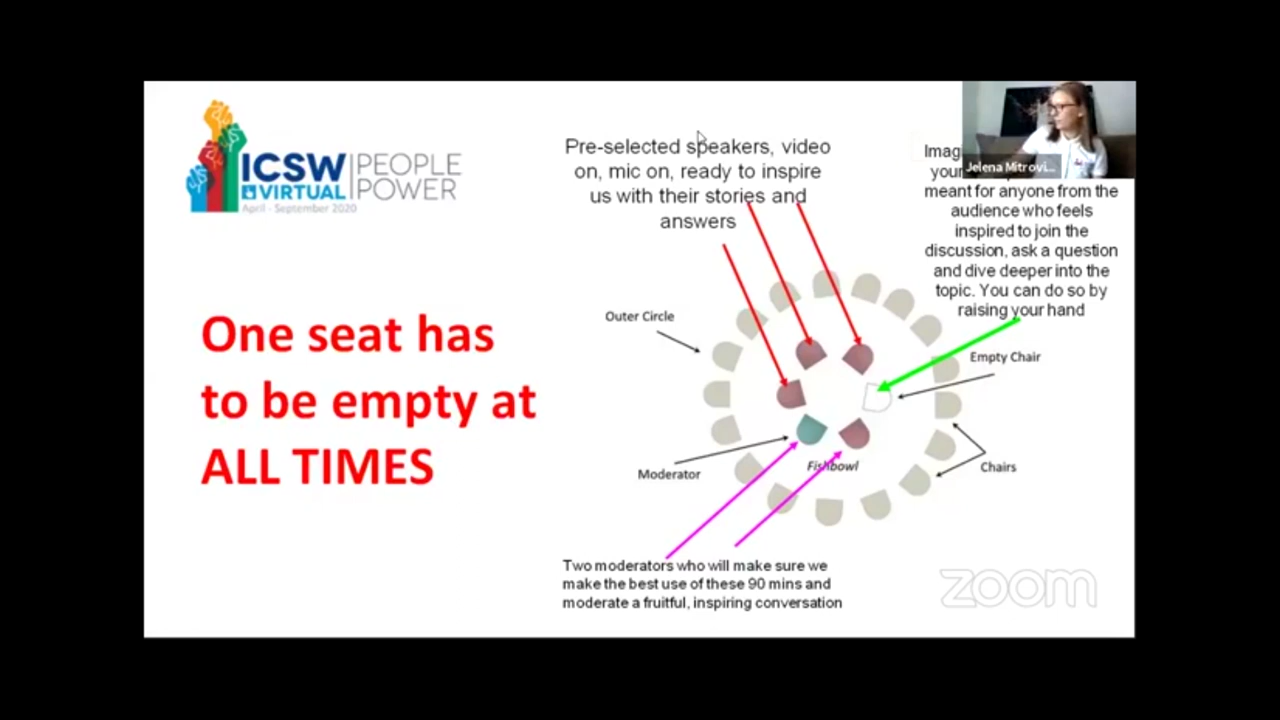 ICSW PEOPLE
VIRTUAL POWER
April - September 2020
One seat has
to be empty at
ALL TIMES
Pre-selected speakers, video
on, mic on, ready to inspire
us with their stories and
answers
Jelena Mitrovi...
your
meant for anyone from the
audience who feels
inspired to join the
discussion, ask a question
and dive deeper into the
topic. You can do so by
raising your hand
Outer Circle
Empty Chair
Moderator
Fishbowl
Chairs
Two moderators who will make sure we
make the best use of these 90 mins and
moderate a fruitful, inspiring conversation
zoom